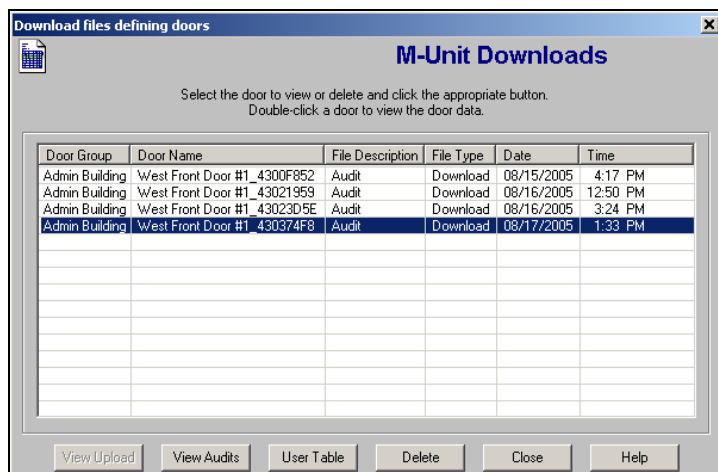 Download files defining doors
M-Unit Downloads
Select the door to view or delete and click the appropriate button.
Double-click a door to view the door data.
Door Group Door Name File Description File Type Date Time
Admin Building West Front Door #1_4300F852 Audit Download 08/15/2005 4:17 PM
Admin Building West Front Door #1_43021959 Audit Download 08/16/2005 12:50 PM
Admin Building West Front Door #1_43023D5E Audit Download 08/16/2005 3:24 PM
Admin Building West Front Door #1_430374F8 Audit Download 08/17/2005 1:33 PM
View Upload View Audits User Table Delete Close Help